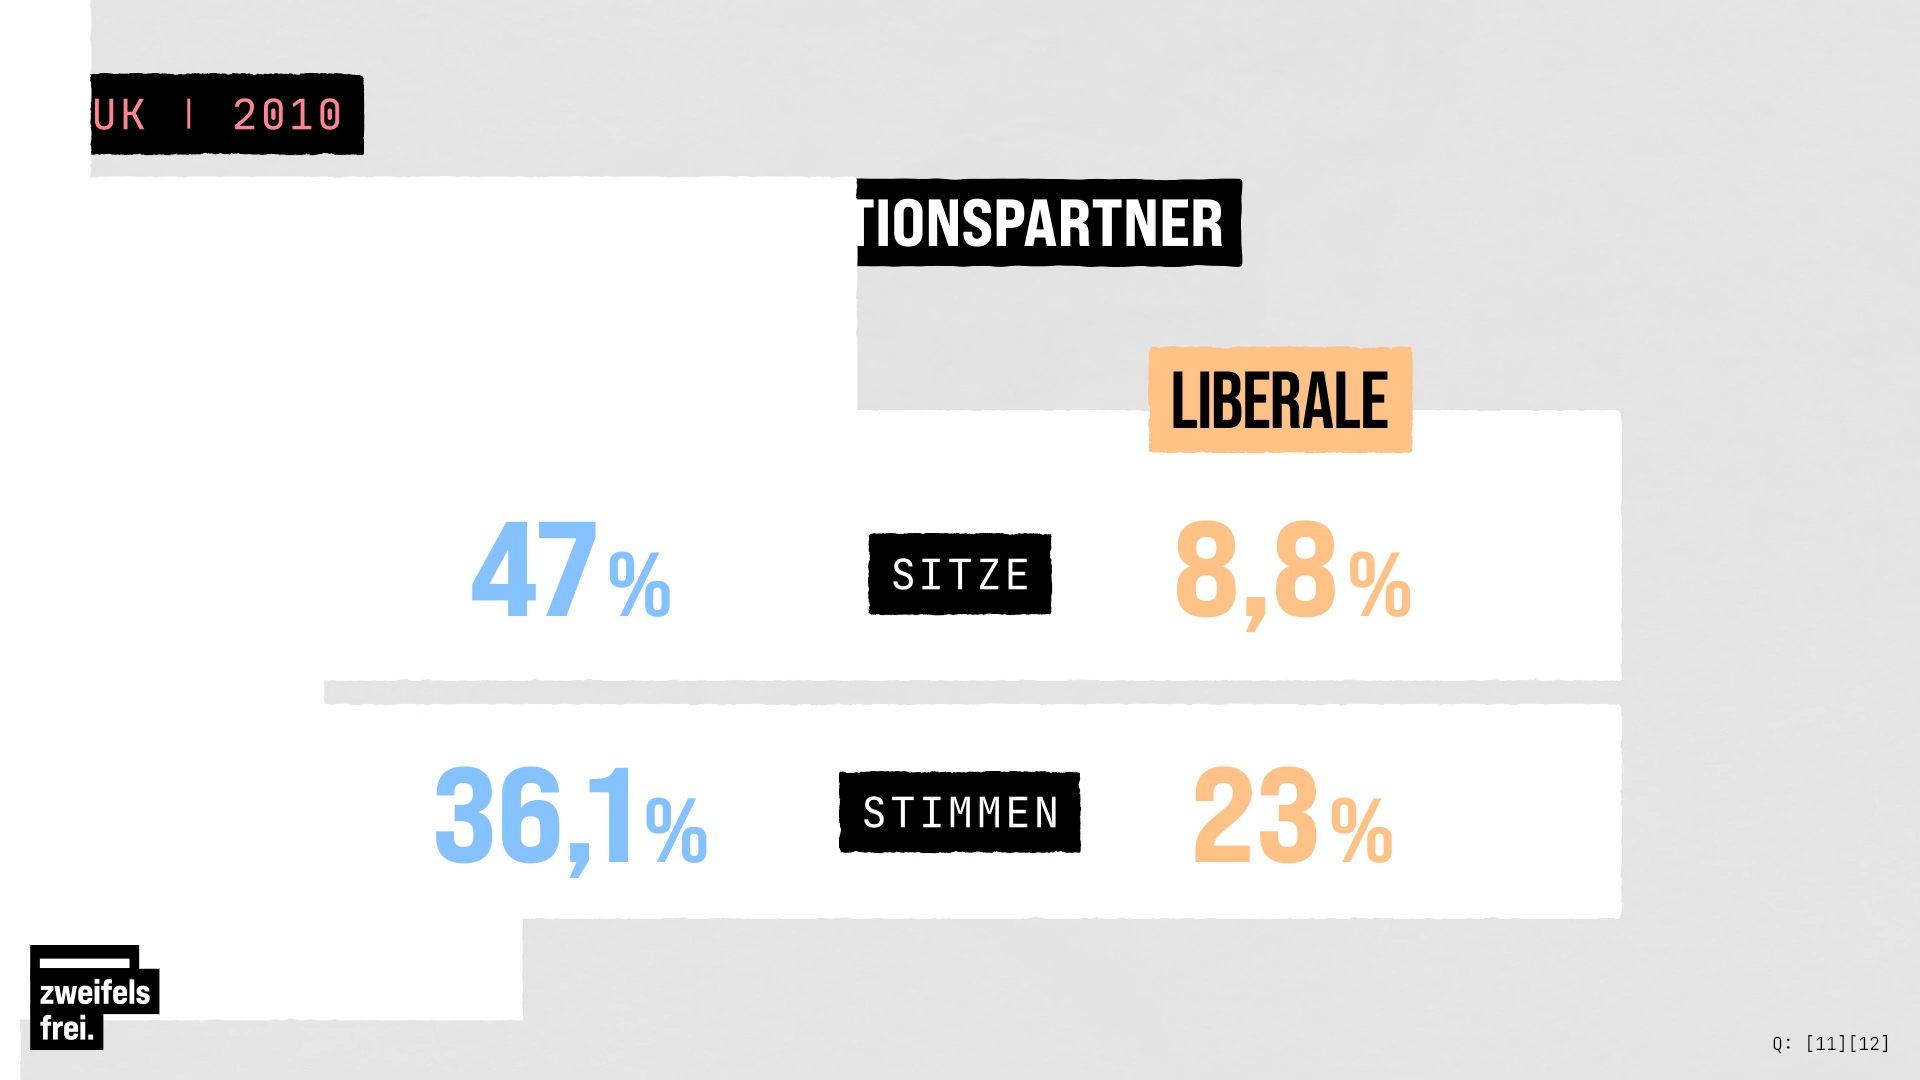 UK | 2010
TIONSPARTNER
LIBERALE
47% SITZE 8,8%
36,1% STIMMEN 23%
zweifels
frei.
Q: [11][12]